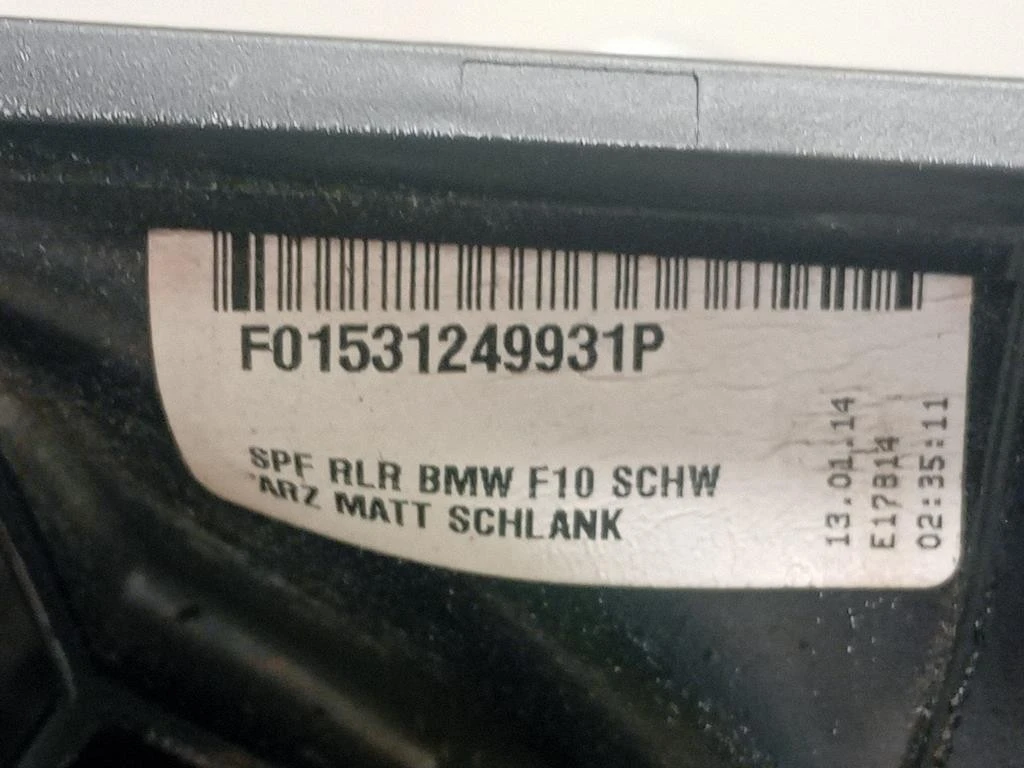 F01531249931P
SPF RLR BMW F10 SCHW
ARZ MATT SCHLANK
13.01.14
E17814
02:35:11